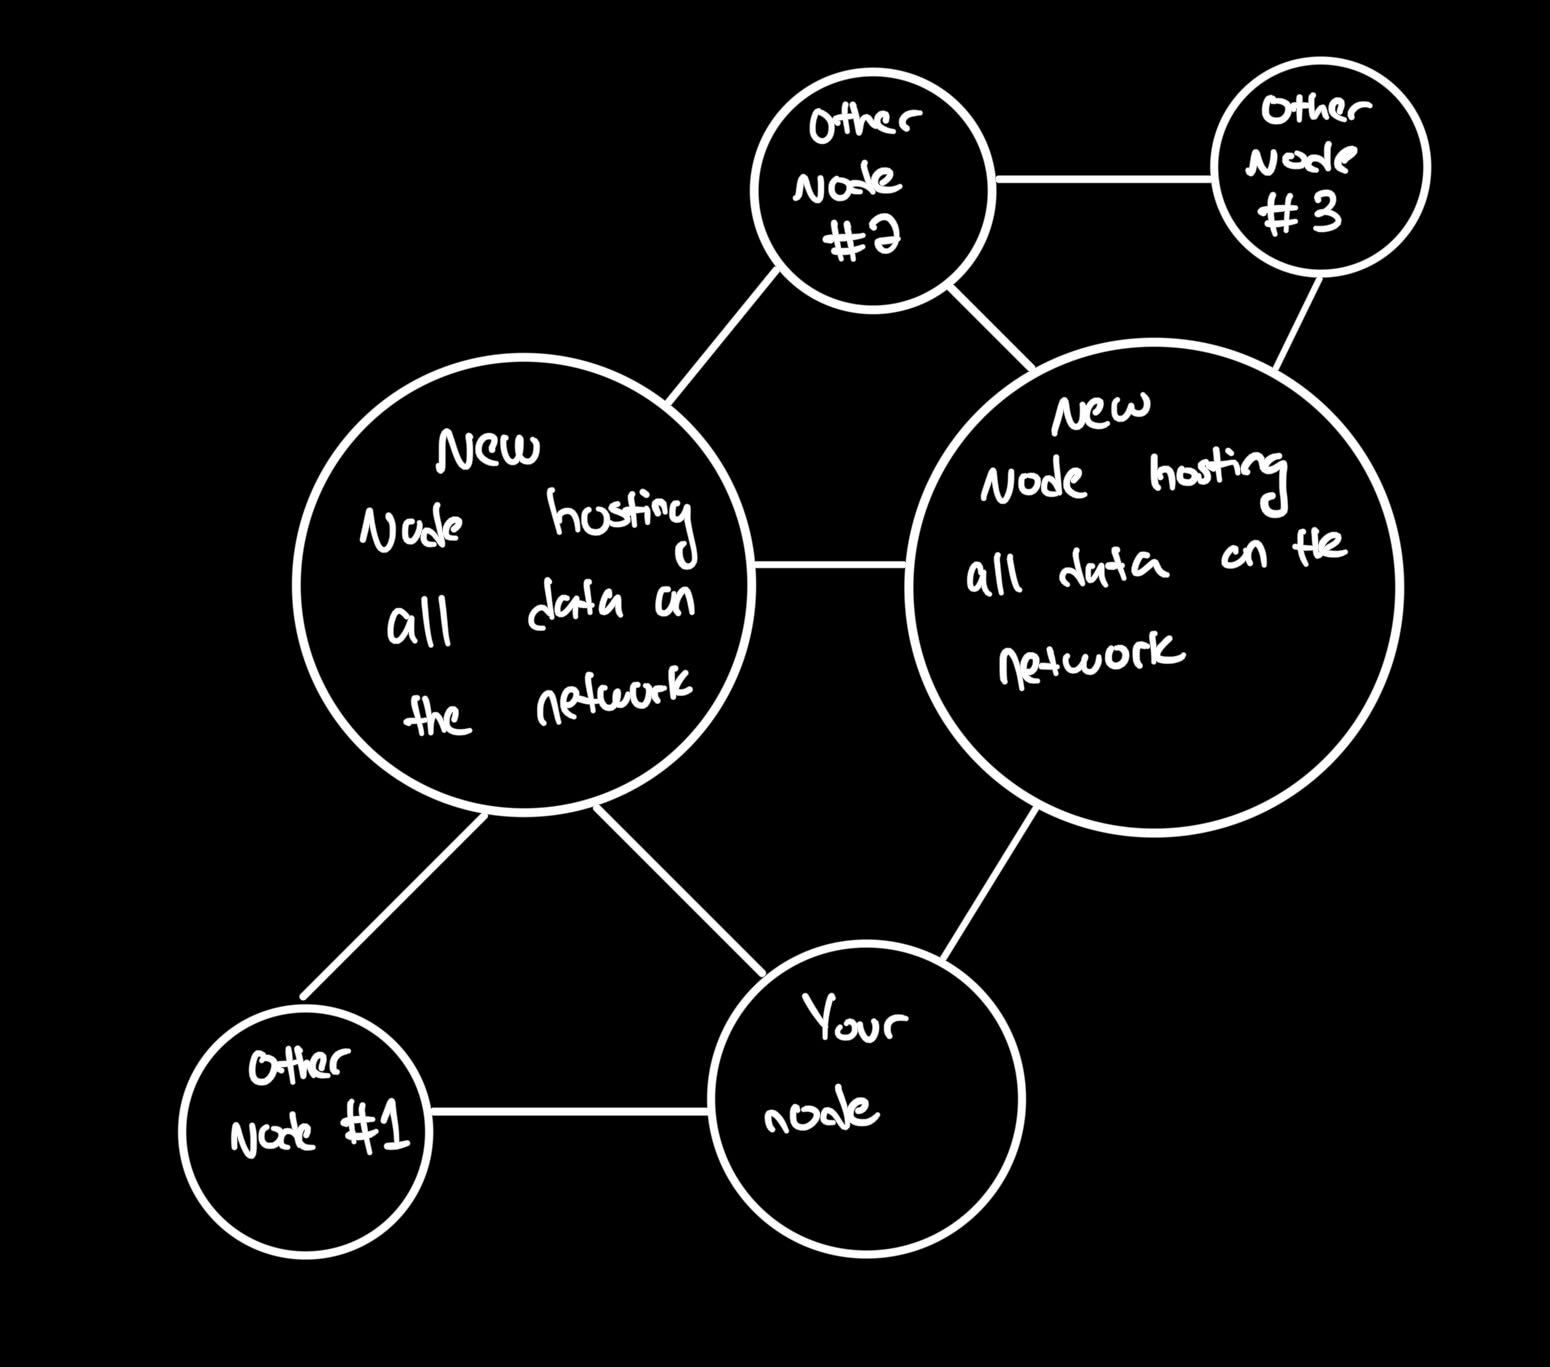 Other
Node
#2
Other
Node
#3
New
Node hosting
all data on
the network
New
Node hosting
all data on the
network
Other
Node #1
Your
node